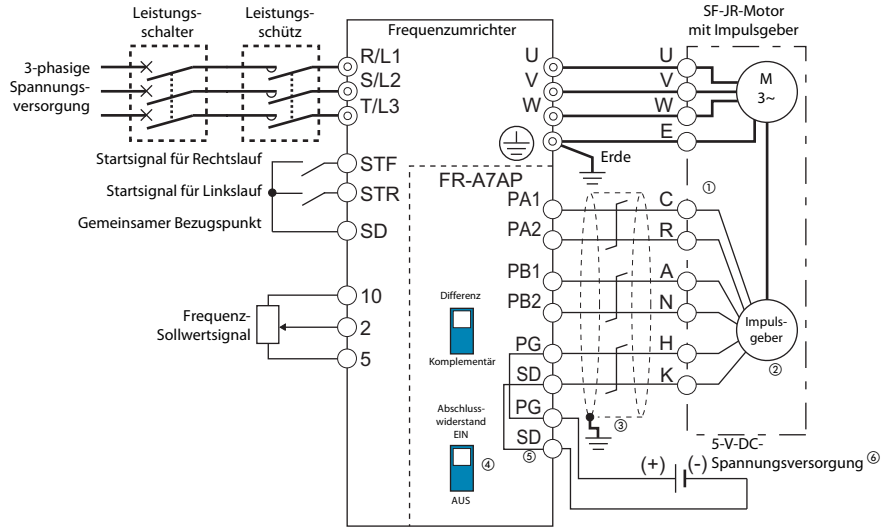 Leistungs-
schalter
Leistungs-
schütz
Frequenzumrichter
SF-JR-Motor
mit Impulsgeber
3-phasige
Spannungs-
versorgung
R/L1
S/L2
T/L3
U
V
W
U
V
W
E
M
3~
Erde
Startsignal für Rechtslauf
STF
Startsignal für Linkslauf
STR
Gemeinsamer Bezugspunkt
SD
FR-A7AP
PA1
C
①
PA2
R
PB1
A
PB2
N
Frequenz-
Sollwertsignal
10
2
5
Differenz
Komplementär
Impuls-
geber
②
PG
H
SD
K
PG
③
SD
⑤
Abschluss-
widerstand
EIN
④
AUS
5-V-DC-
(+)
(-)
Spannungsversorgung ⑥